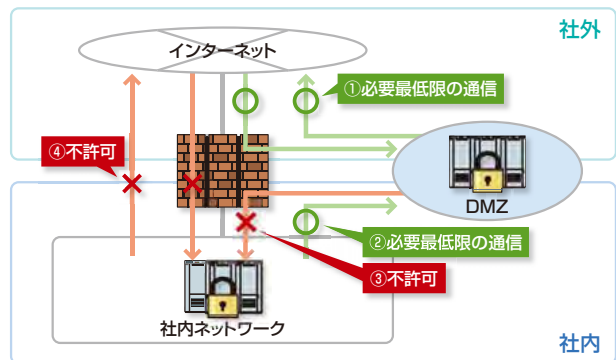 社外
インターネット
①必要最低限の通信
④不許可
DMZ
②必要最低限の通信
③不許可
社内ネットワーク
社内